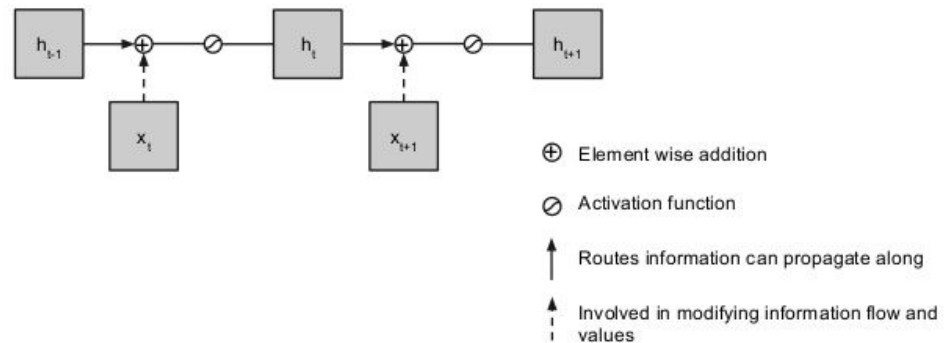 h_{t-1} h_t h_{t+1}
x_t x_{t+1}
Element wise addition
Activation function
Routes information can propagate along
Involved in modifying information flow and
values